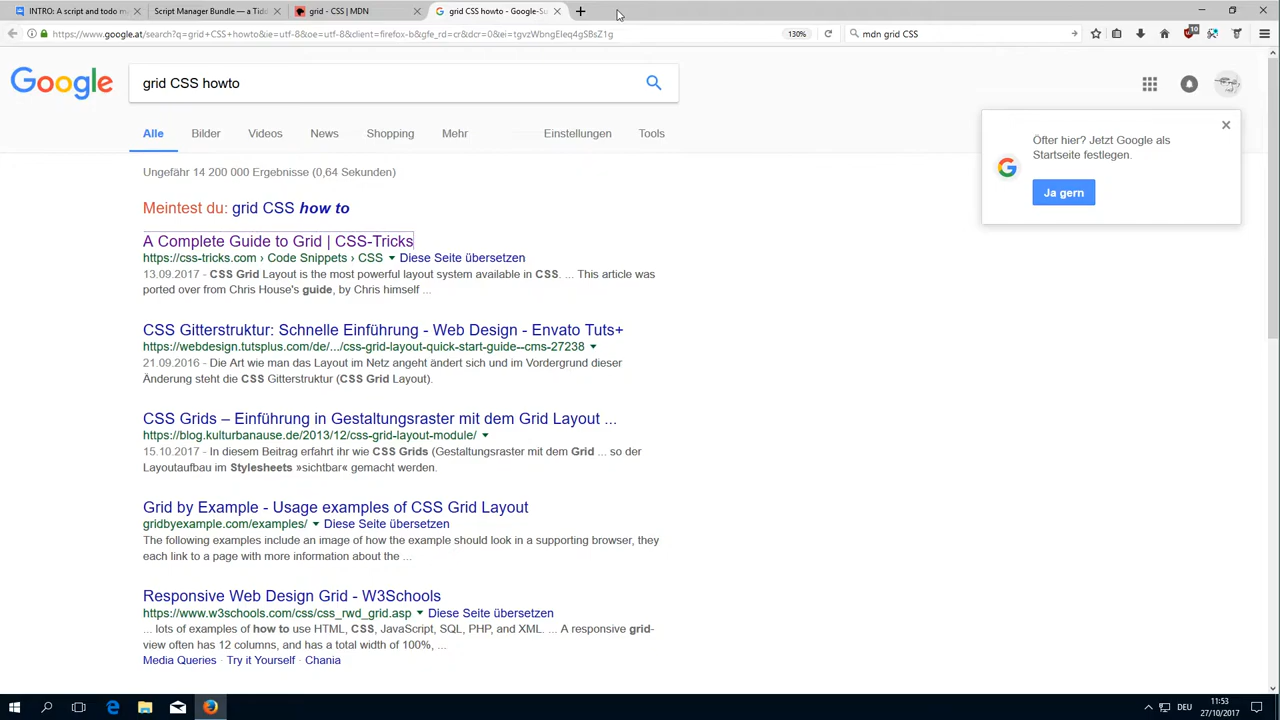 INTRO: A script and todo m
Script Manager Bundle — a Tidd
grid - CSS | MDN
grid CSS howto - Google-Su
https://www.google.at/search?q=grid+CSS+howto&ie=utf-8&oe=utf-8&client=firefox-b&gfe_rd=cr&dcr=0&ei=tgvzWbngEleq4gSBsZ1g
130%
mdn grid CSS
10
Google
grid CSS howto
Alle
Bilder
Videos
News
Shopping
Mehr
Einstellungen
Tools
Öfter hier? Jetzt Google als
Startseite festlegen.
Ja gern
Ungefähr 14 200 000 Ergebnisse (0,64 Sekunden)
Meintest du: grid CSS how to
A Complete Guide to Grid | CSS-Tricks
https://css-tricks.com › Code Snippets › CSS Diese Seite übersetzen
13.09.2017 - CSS Grid Layout is the most powerful layout system available in CSS. ... This article was
ported over from Chris House's guide, by Chris himself ...
CSS Gitterstruktur: Schnelle Einführung - Web Design - Envato Tuts+
https://webdesign.tutsplus.com/de/.../css-grid-layout-quick-start-guide--cms-27238
21.09.2016 - Die Art wie man das Layout im Netz angeht ändert sich und im Vordergrund dieser
Änderung steht die CSS Gitterstruktur (CSS Grid Layout).
CSS Grids – Einführung in Gestaltungsraster mit dem Grid Layout ...
https://blog.kulturbanause.de/2013/12/css-grid-layout-module/
15.10.2017 - In diesem Beitrag erfahrt ihr wie CSS Grids (Gestaltungsraster mit dem Grid ... so der
Layoutaufbau im Stylesheets »sichtbar« gemacht werden.
Grid by Example - Usage examples of CSS Grid Layout
gridbyexample.com/examples/ Diese Seite übersetzen
The following examples include an image of how the example should look in a supporting browser, they
each link to a page with more information about the ...
Responsive Web Design Grid - W3Schools
https://www.w3schools.com/css/css_rwd_grid.asp Diese Seite übersetzen
... lots of examples of how to use HTML, CSS, JavaScript, SQL, PHP, and XML. ... A responsive grid-
view often has 12 columns, and has a total width of 100%, ...
Media Queries · Try it Yourself · Chania
DEU
11:53
27/10/2017